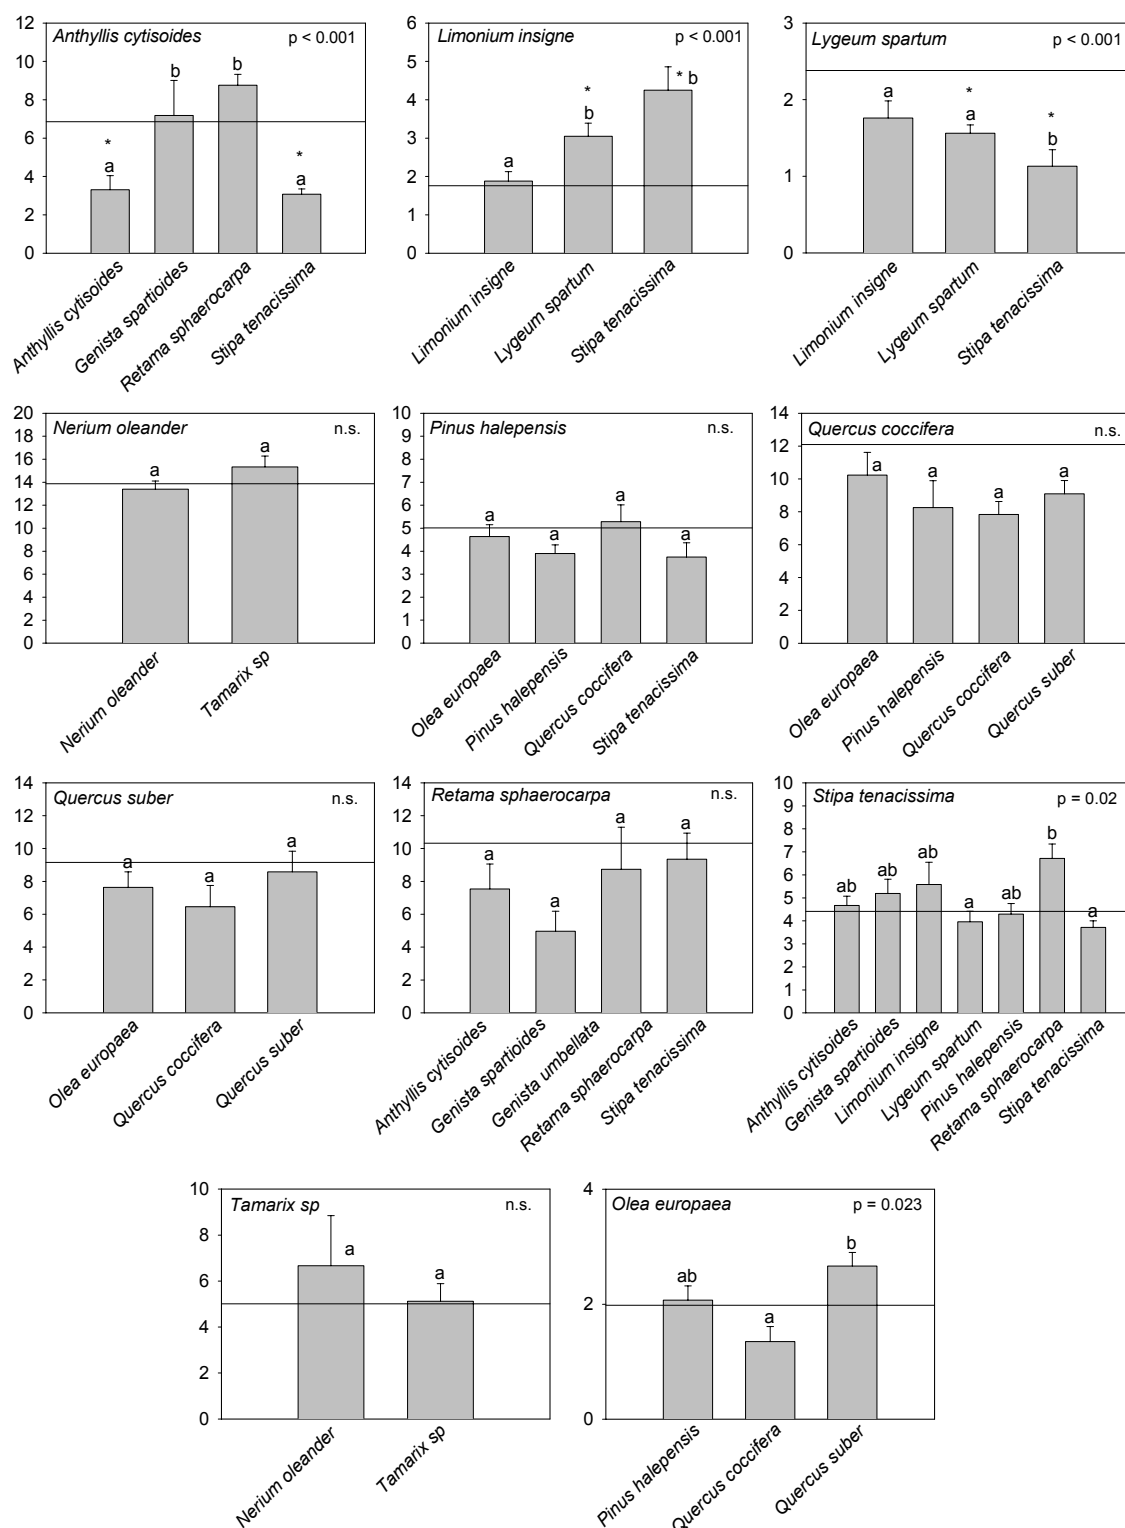 Anthyllis cytisoides
p < 0.001
12
10
8
6
4
2
0
* a
b
b
* a
Anthyllis cytisoides
Genista spartioides
Retama sphaerocarpa
Stipa tenacissima
Limonium insigne
p < 0.001
6
5
4
3
2
1
0
a
* b
* b
Limonium insigne
Lygeum spartum
Stipa tenacissima
Lygeum spartum
p < 0.001
3
2
1
0
a
* a
* b
Limonium insigne
Lygeum spartum
Stipa tenacissima
Nerium oleander
n.s.
20
18
16
14
12
10
8
6
4
2
0
a
a
Nerium oleander
Tamarix sp
Pinus halepensis
n.s.
10
9
8
7
6
5
4
3
2
1
0
a
a
a
a
Olea europaea
Pinus halepensis
Quercus coccifera
Stipa tenacissima
Quercus coccifera
n.s.
14
12
10
8
6
4
2
0
a
a
a
a
Olea europaea
Pinus halepensis
Quercus coccifera
Quercus suber
Quercus suber
n.s.
14
12
10
8
6
4
2
0
a
a
a
Olea europaea
Quercus coccifera
Quercus suber
Retama sphaerocarpa
n.s.
14
12
10
8
6
4
2
0
a
a
a
a
Anthyllis cytisoides
Genista spartioides
Genista umbellata
Retama sphaerocarpa
Stipa tenacissima
Stipa tenacissima
p = 0.02
10
9
8
7
6
5
4
3
2
1
0
ab
ab
ab
a
ab
b
a
Anthyllis cytisoides
Genista spartioides
Limonium insigne
Lygeum spartum
Pinus halepensis
Retama sphaerocarpa
Stipa tenacissima
Tamarix sp
n.s.
10
8
6
4
2
0
a
a
Nerium oleander
Tamarix sp
Olea europaea
p = 0.023
4
2
0
ab
a
b
Pinus halepensis
Quercus coccifera
Quercus suber